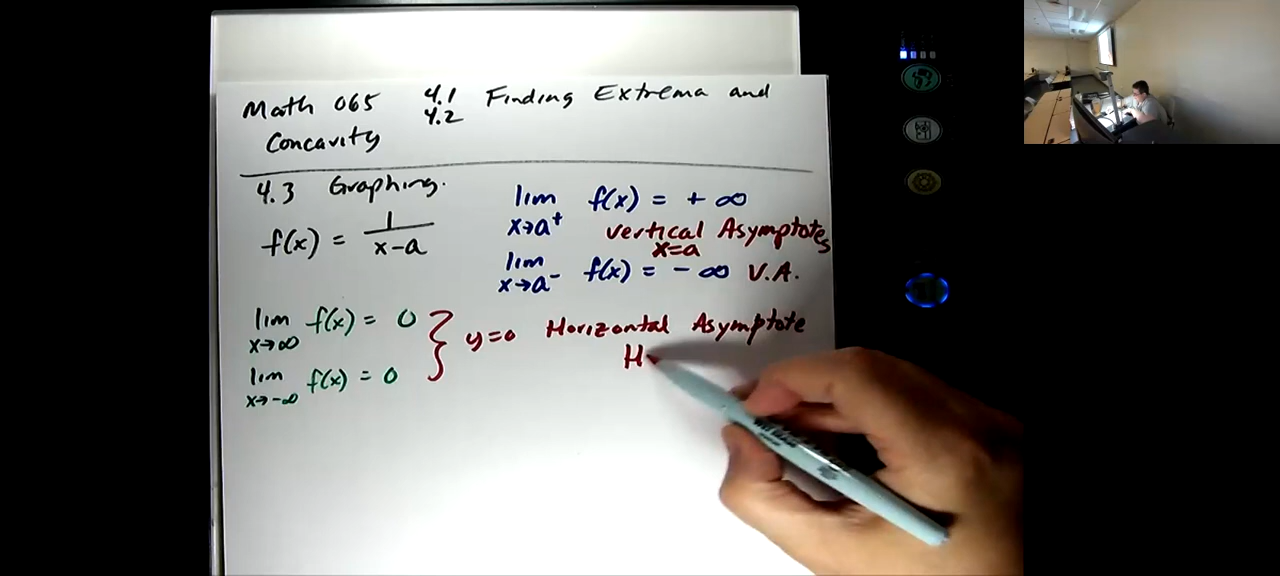 Math 065 4.1 Finding Extrema and
4.2
Concavity
4.3 Graphing.
f(x) = 1/(x-a)
lim x→a⁺ f(x) = + ∞
vertical Asymptotes
x=a
lim x→a⁻ f(x) = - ∞ V.A.
lim x→∞ f(x) = 0
lim x→-∞ f(x) = 0
} y=0 Horizontal Asymptote
H